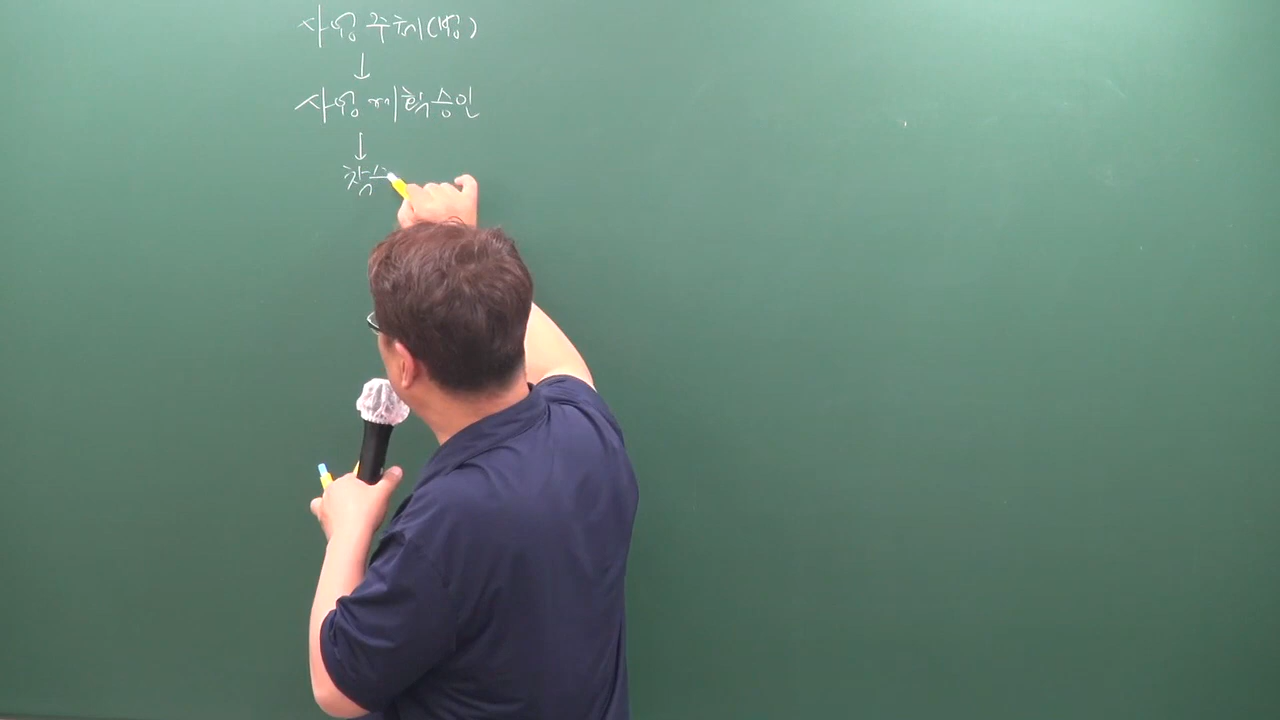 사업 주체(법)
↓
사업계획승인
↓
착수